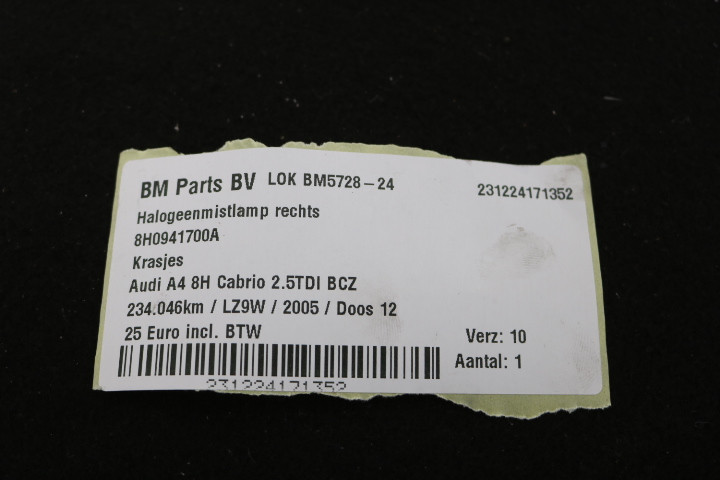 BM Parts BV LOK BM5728-24 231224171352
Halogeenmistlamp rechts
8H0941700A
Krasjes
Audi A4 8H Cabrio 2.5TDI BCZ
234.046km / LZ9W / 2005 / Doos 12
25 Euro incl. BTW Verz: 10
Aantal: 1
231224171352